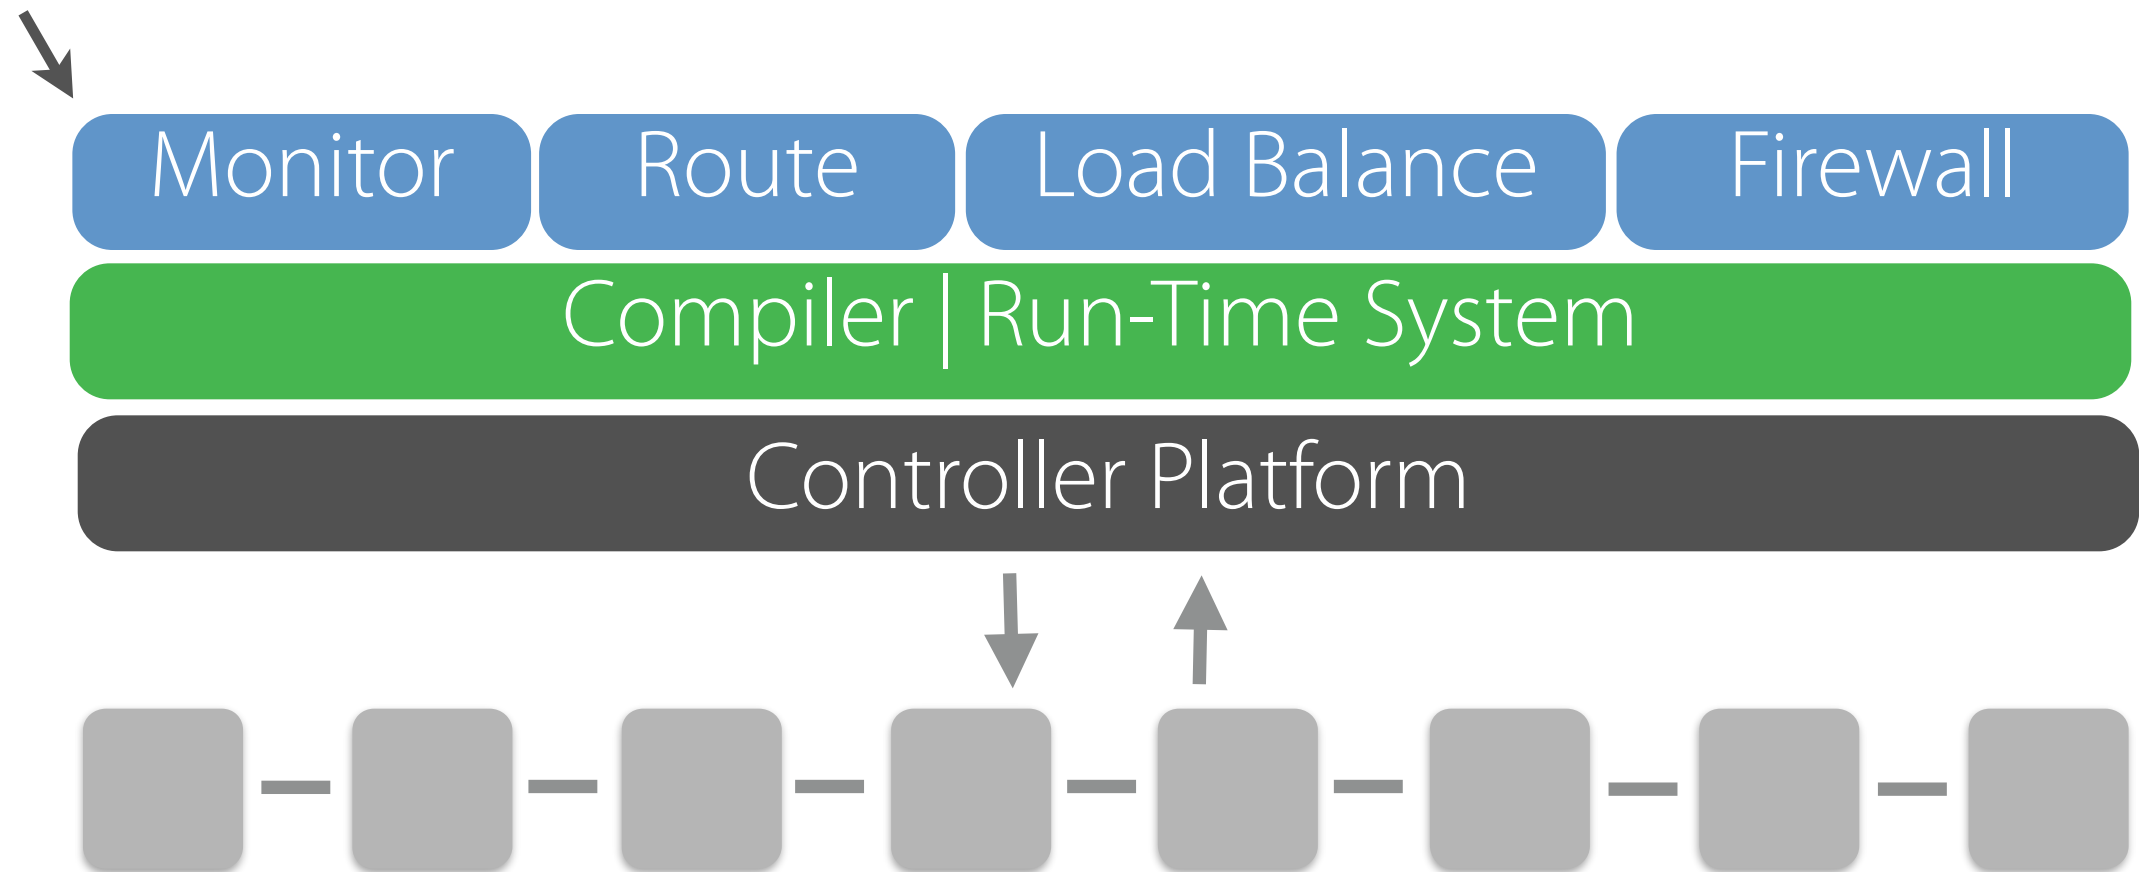 Monitor Route Load Balance Firewall
Compiler | Run-Time System
Controller Platform